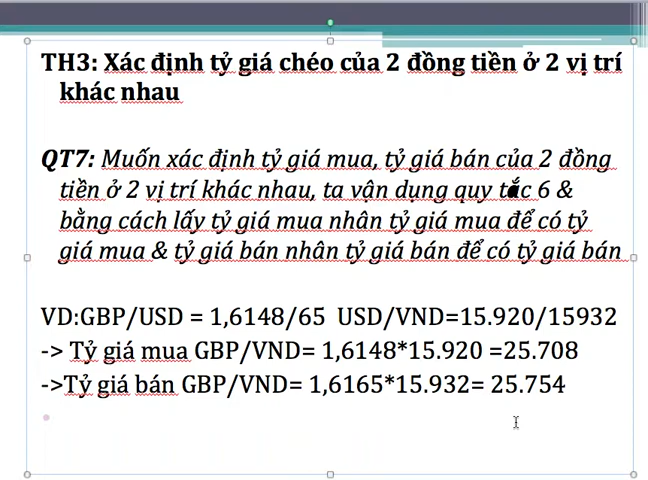 TH3: Xác định tỷ giá chéo của 2 đồng tiền ở 2 vị trí
khác nhau
QT7: Muốn xác định tỷ giá mua, tỷ giá bán của 2 đồng
tiền ở 2 vị trí khác nhau, ta vận dụng quy tắc 6 &
bằng cách lấy tỷ giá mua nhân tỷ giá mua để có tỷ
giá mua & tỷ giá bán nhân tỷ giá bán để có tỷ giá bán
VD:GBP/USD = 1,6148/65 USD/VND=15.920/15932
-> Tỷ giá mua GBP/VND= 1,6148*15.920 =25.708
->Tỷ giá bán GBP/VND= 1,6165*15.932= 25.754